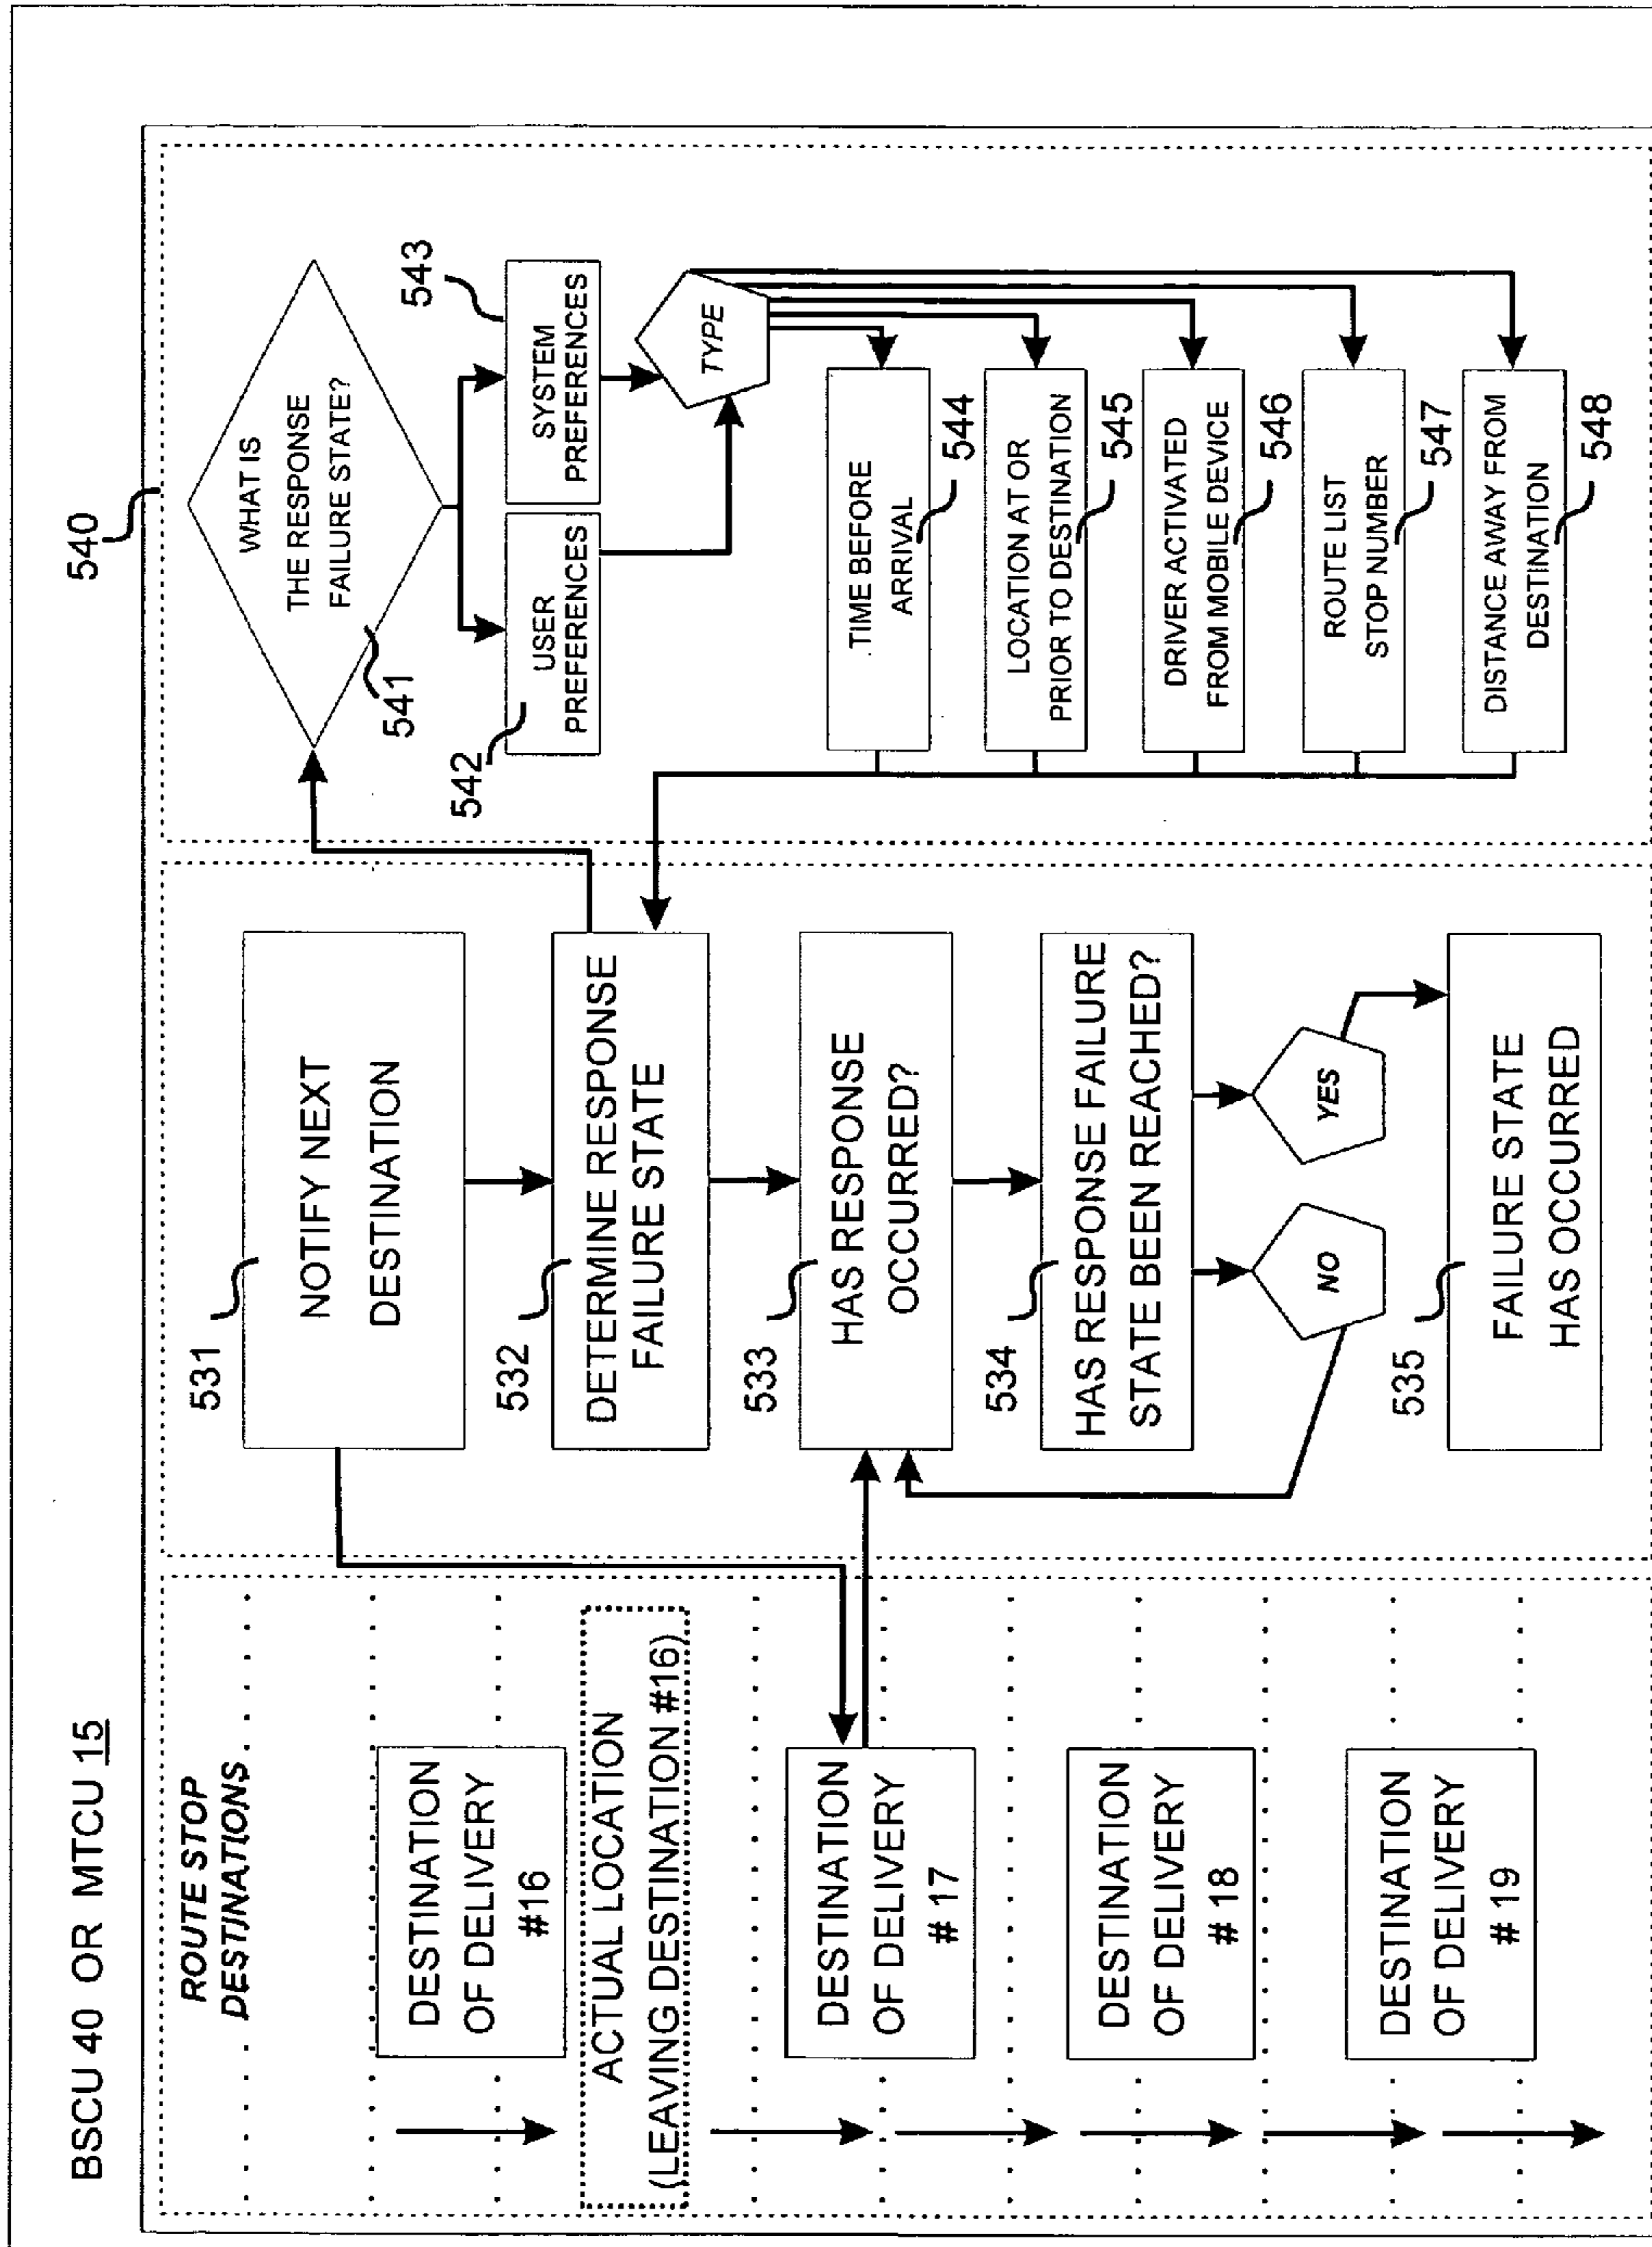 BSCU 40 OR MTCU 15
ROUTE STOP
DESTINATIONS
DESTINATION
OF DELIVERY
#16
ACTUAL LOCATION
(LEAVING DESTINATION #16)
DESTINATION
OF DELIVERY
# 17
DESTINATION
OF DELIVERY
# 18
DESTINATION
OF DELIVERY
# 19
531
NOTIFY NEXT
DESTINATION
532
DETERMINE RESPONSE
FAILURE STATE
533
HAS RESPONSE
OCCURRED?
534
HAS RESPONSE FAILURE
STATE BEEN REACHED?
NO
YES
535
FAILURE STATE
HAS OCCURRED
540
WHAT IS
THE RESPONSE
FAILURE STATE?
541
542
USER
PREFERENCES
543
SYSTEM
PREFERENCES
TYPE
TIME BEFORE
ARRIVAL
544
LOCATION AT OR
PRIOR TO DESTINATION
545
DRIVER ACTIVATED
FROM MOBILE DEVICE
546
ROUTE LIST
STOP NUMBER
547
DISTANCE AWAY FROM
DESTINATION
548